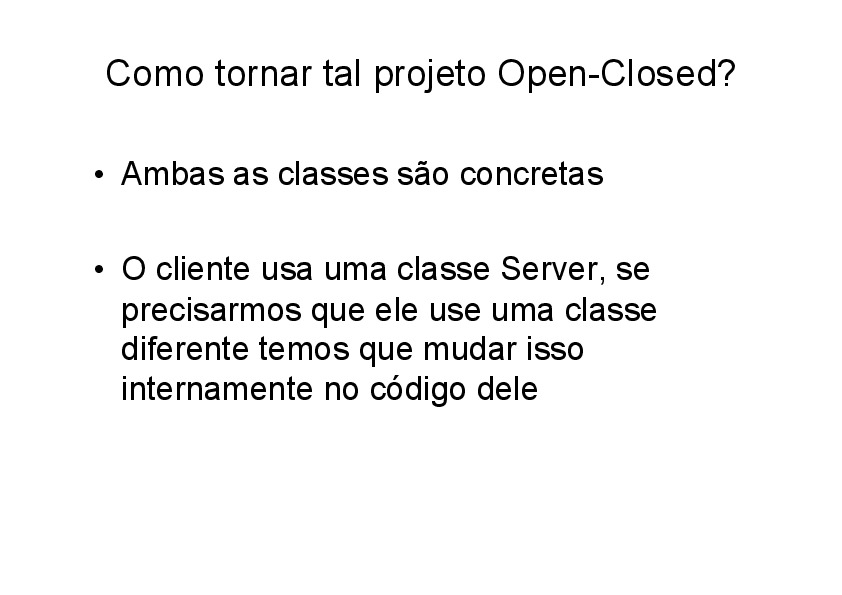 Como tornar tal projeto Open-Closed?
• Ambas as classes são concretas
• O cliente usa uma classe Server, se
precisarmos que ele use uma classe
diferente temos que mudar isso
internamente no código dele